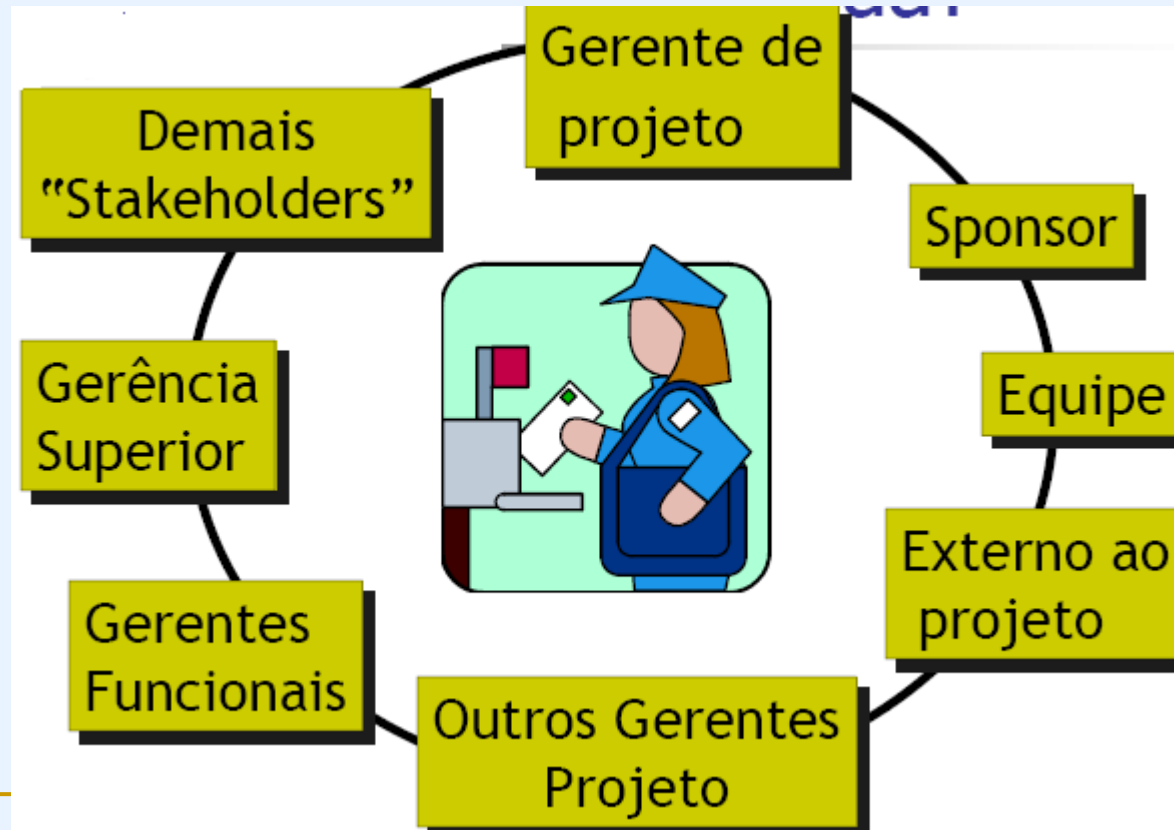 Gerente de
projeto
Demais
“Stakeholders”
Sponsor
Gerência
Superior
Equipe
Externo ao
projeto
Gerentes
Funcionais
Outros Gerentes
Projeto